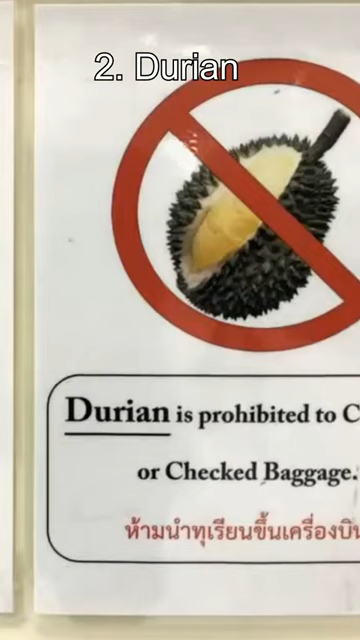 2. Durian
Durian is prohibited to C
or Checked Baggage.
ห้ามนำทุเรียนขึ้นเครื่องบิน